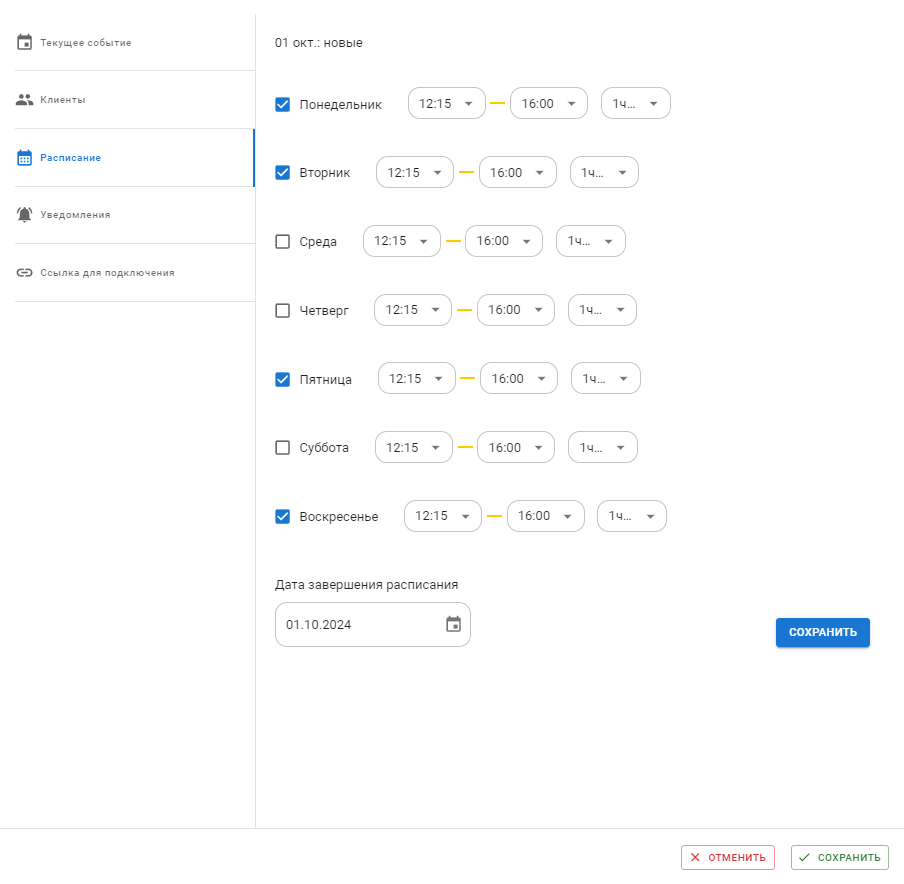 Текущее событие
Клиенты
Расписание
Уведомления
Ссылка для подключения
01 окт.: новые
Понедельник 12:15 16:00 1ч...
Вторник 12:15 16:00 1ч...
Среда 12:15 16:00 1ч...
Четверг 12:15 16:00 1ч...
Пятница 12:15 16:00 1ч...
Суббота 12:15 16:00 1ч...
Воскресенье 12:15 16:00 1ч...
Дата завершения расписания
01.10.2024
СОХРАНИТЬ
ОТМЕНИТЬ СОХРАНИТЬ